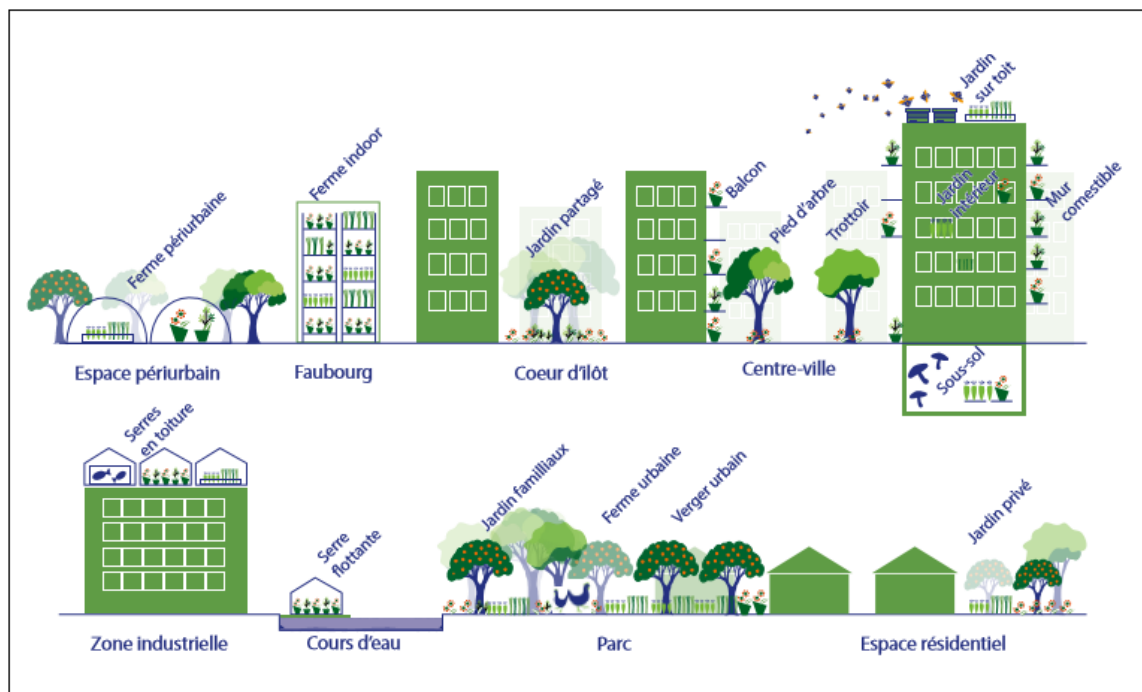 Ferme périurbaine
Ferme indoor
Jardin partagé
Balcon
Pied d'arbre
Trottoir
Jardin
sur toit
Jardin
intérieur
Mur
comestible
Sous-sol
Espace périurbain
Faubourg
Coeur d'ilôt
Centre-ville
Serres
en toiture
Serre
flottante
Jardin familliaux
Ferme urbaine
Verger urbain
Jardin privé
Zone industrielle
Cours d'eau
Parc
Espace résidentiel